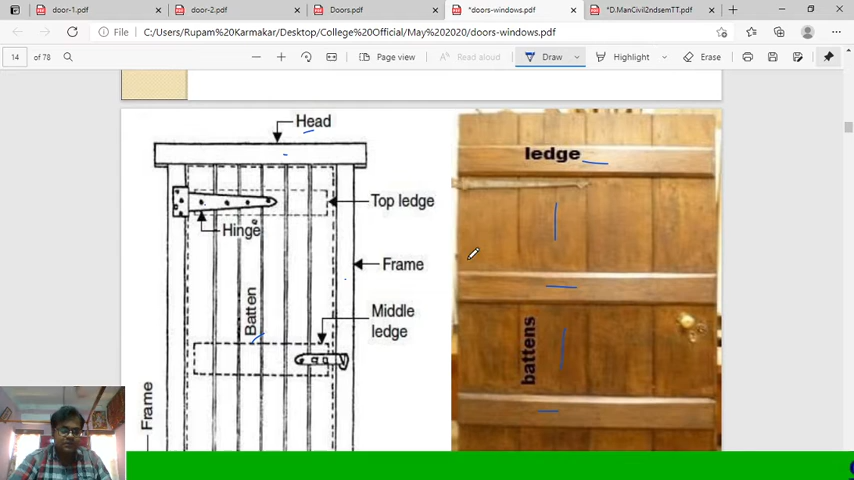 door-1.pdf
door-2.pdf
Doors.pdf
*doors-windows.pdf
*D.ManCivil2ndsemTT.pdf
File
C:/Users/Rupam%20Karmakar/Desktop/College%20Official/May%202020/doors-windows.pdf
14 of 78
Page view
Read aloud
Draw
Highlight
Erase
Head
ledge
Top ledge
Hinge
Frame
Batten
Middle
ledge
battens
Frame